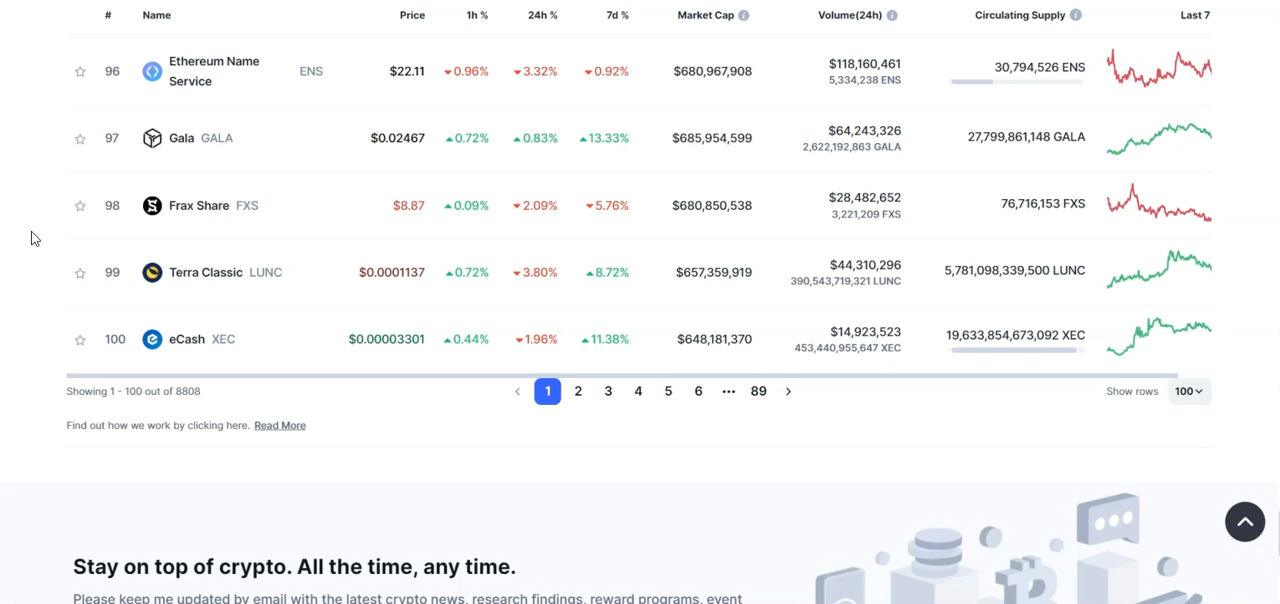 # Name Price 1h % 24h % 7d % Market Cap Volume(24h) Circulating Supply Last 7
96 Ethereum Name Service ENS $22.11 0.96% 3.32% 0.92% $680,967,908 $118,160,461 30,794,526 ENS
5,334,238 ENS
97 Gala GALA $0.02467 0.72% 0.83% 13.33% $685,954,599 $64,243,326 27,799,861,148 GALA
2,622,192,863 GALA
98 Frax Share FXS $8.87 0.09% 2.09% 5.76% $680,850,538 $28,482,652 76,716,153 FXS
3,221,209 FXS
99 Terra Classic LUNC $0.0001137 0.72% 3.80% 8.72% $657,359,919 $44,310,296 5,781,098,339,500 LUNC
390,543,719,321 LUNC
100 eCash XEC $0.00003301 0.44% 1.96% 11.38% $648,181,370 $14,923,523 19,633,854,673,092 XEC
453,440,955,647 XEC
Showing 1 - 100 out of 8808 1 2 3 4 5 6 ... 89 Show rows 100
Find out how we work by clicking here. Read More
Stay on top of crypto. All the time, any time.
Please keep me updated by email with the latest crypto news, research findings, reward programs, event